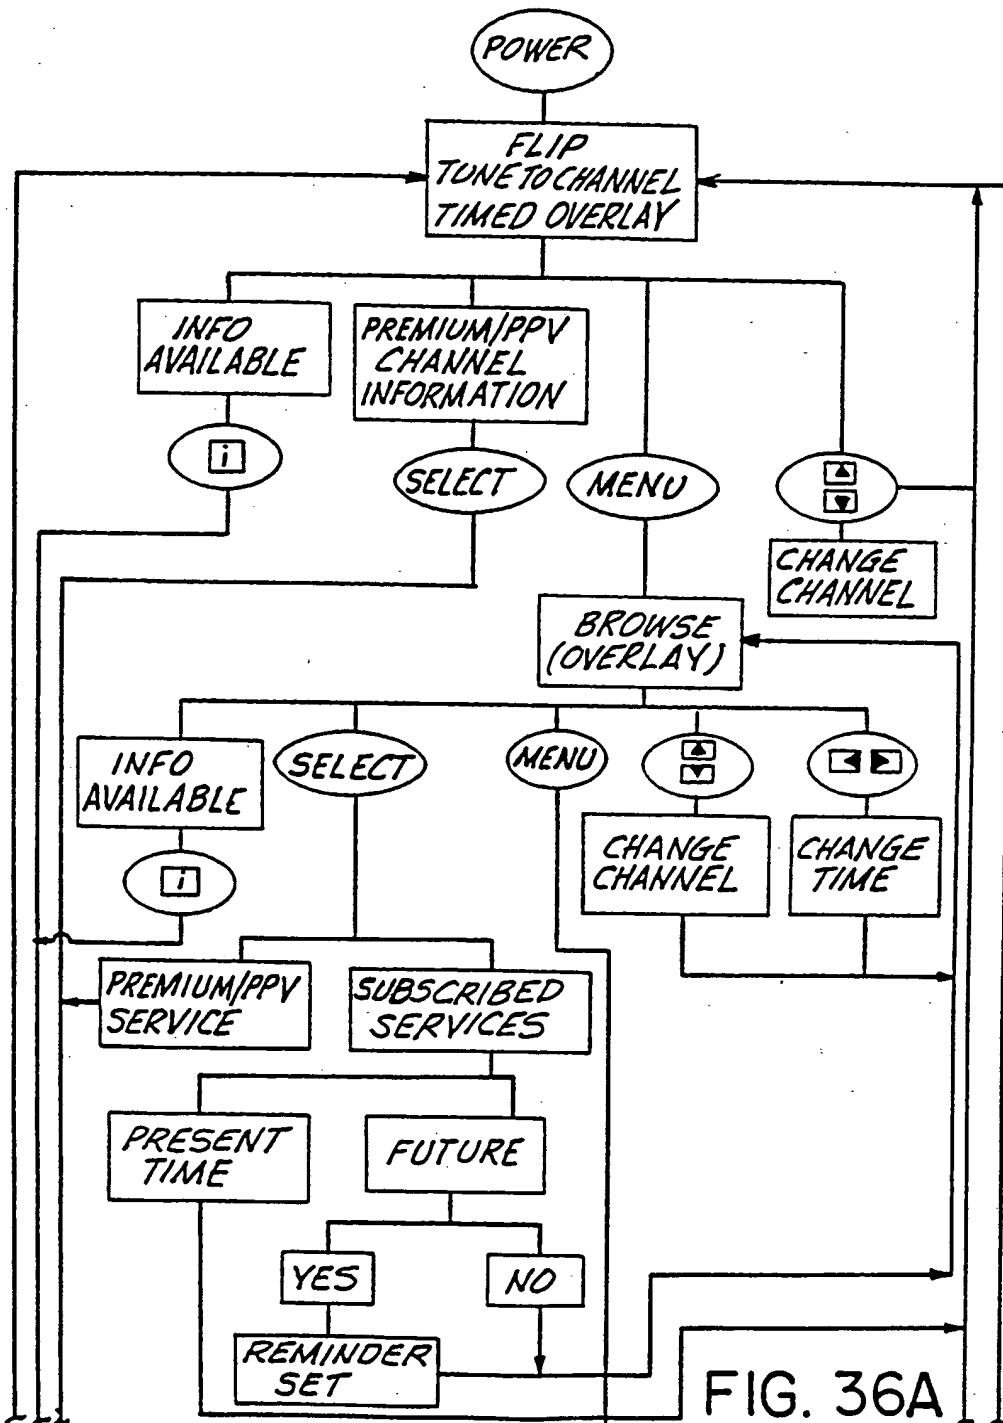 POWER
FLIP
TUNE TO CHANNEL
TIMED OVERLAY
INFO
AVAILABLE
PREMIUM/PPV
CHANNEL
INFORMATION
i
SELECT
MENU
CHANGE
CHANNEL
BROWSE
(OVERLAY)
INFO
AVAILABLE
SELECT
MENU
CHANGE
CHANNEL
CHANGE
TIME
i
PREMIUM/PPV
SERVICE
SUBSCRIBED
SERVICES
PRESENT
TIME
FUTURE
YES
NO
REMINDER
SET
FIG. 36A